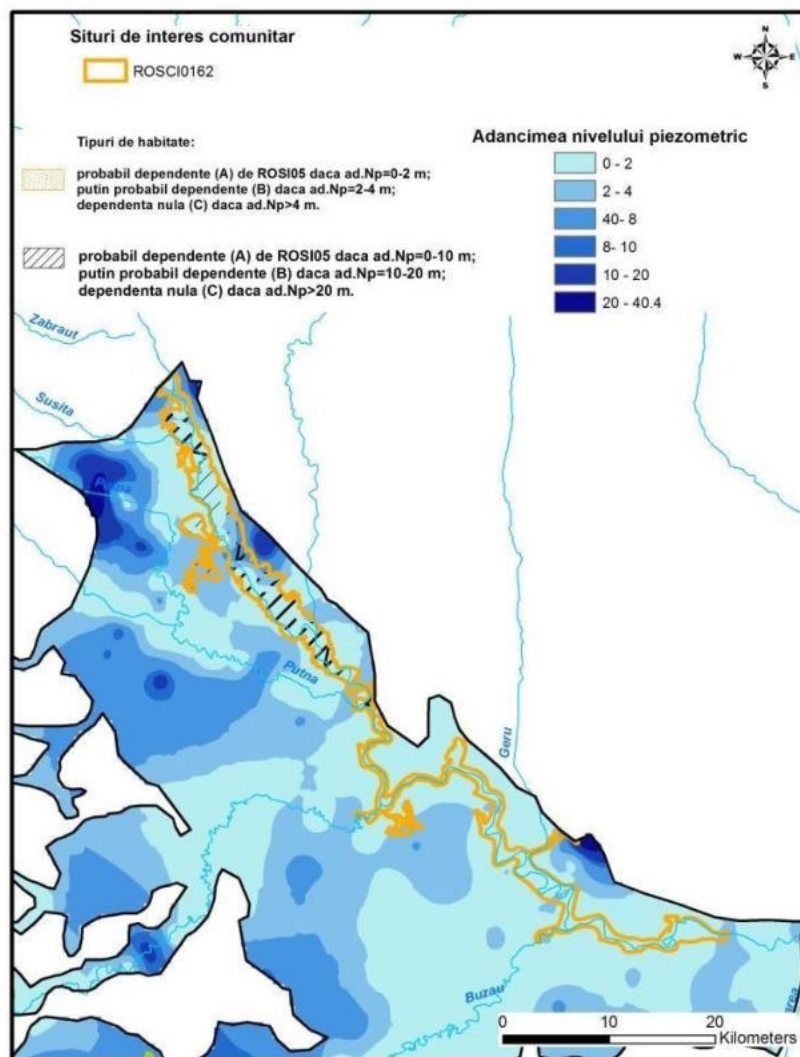 Situri de interes comunitar
ROSCI0162
N
W E
S
Tipuri de habitate:
probabil dependente (A) de ROSI05 daca ad.Np=0-2 m;
putin probabil dependente (B) daca ad.Np=2-4 m;
dependenta nula (C) daca ad.Np>4 m.
probabil dependente (A) de ROSI05 daca ad.Np=0-10 m;
putin probabil dependente (B) daca ad.Np=10-20 m;
dependenta nula (C) daca ad.Np>20 m.
Adancimea nivelului piezometric
0 - 2
2 - 4
40- 8
8- 10
10 - 20
20 - 40.4
Zabraut
Susita
Putna
Putna
Geru
Buzau
0 10 20
Kilometers